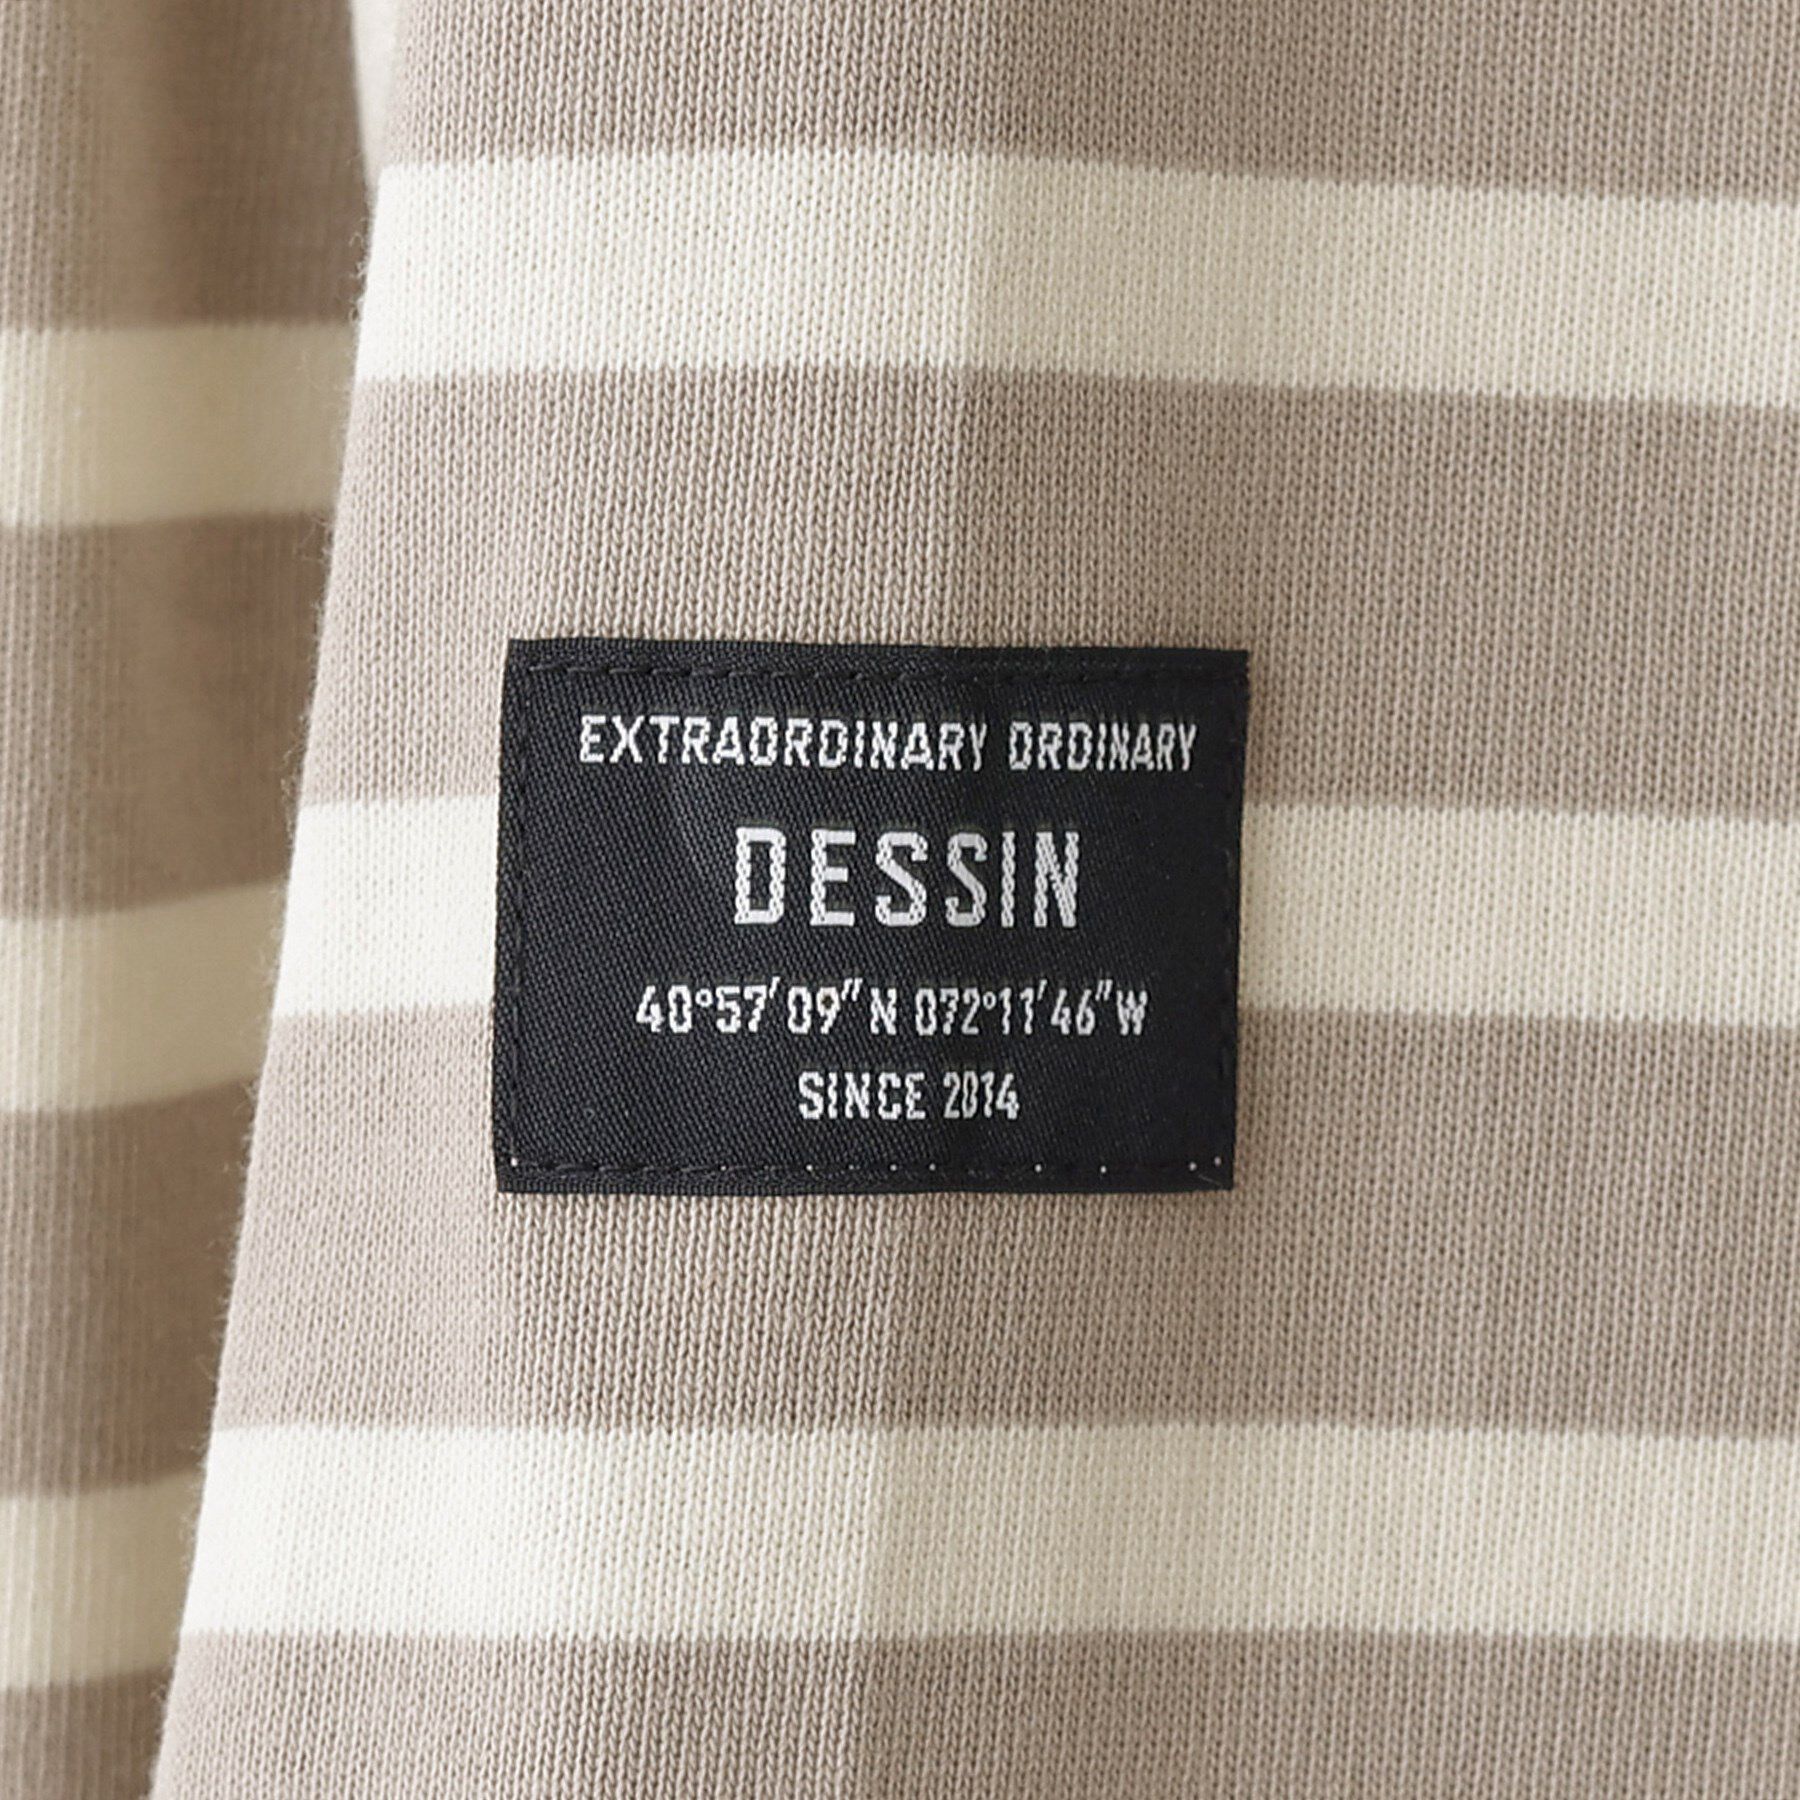 EXTRAORDINARY ORDINARY
DESSIN
40°57′09″N 072°11′46″W
SINCE 2014